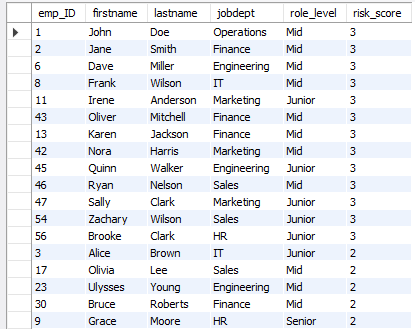 emp_ID firstname lastname jobdept role_level risk_score
1 John Doe Operations Mid 3
2 Jane Smith Finance Mid 3
6 Dave Miller Engineering Mid 3
8 Frank Wilson IT Mid 3
11 Irene Anderson Marketing Junior 3
43 Oliver Mitchell Finance Mid 3
13 Karen Jackson Finance Mid 3
42 Nora Harris Marketing Mid 3
45 Quinn Walker Engineering Junior 3
46 Ryan Nelson Sales Mid 3
47 Sally Clark Marketing Junior 3
54 Zachary Wilson Sales Junior 3
56 Brooke Clark HR Junior 3
3 Alice Brown IT Junior 2
17 Olivia Lee Sales Mid 2
23 Ulysses Young Engineering Mid 2
30 Bruce Roberts Finance Mid 2
9 Grace Moore HR Senior 2